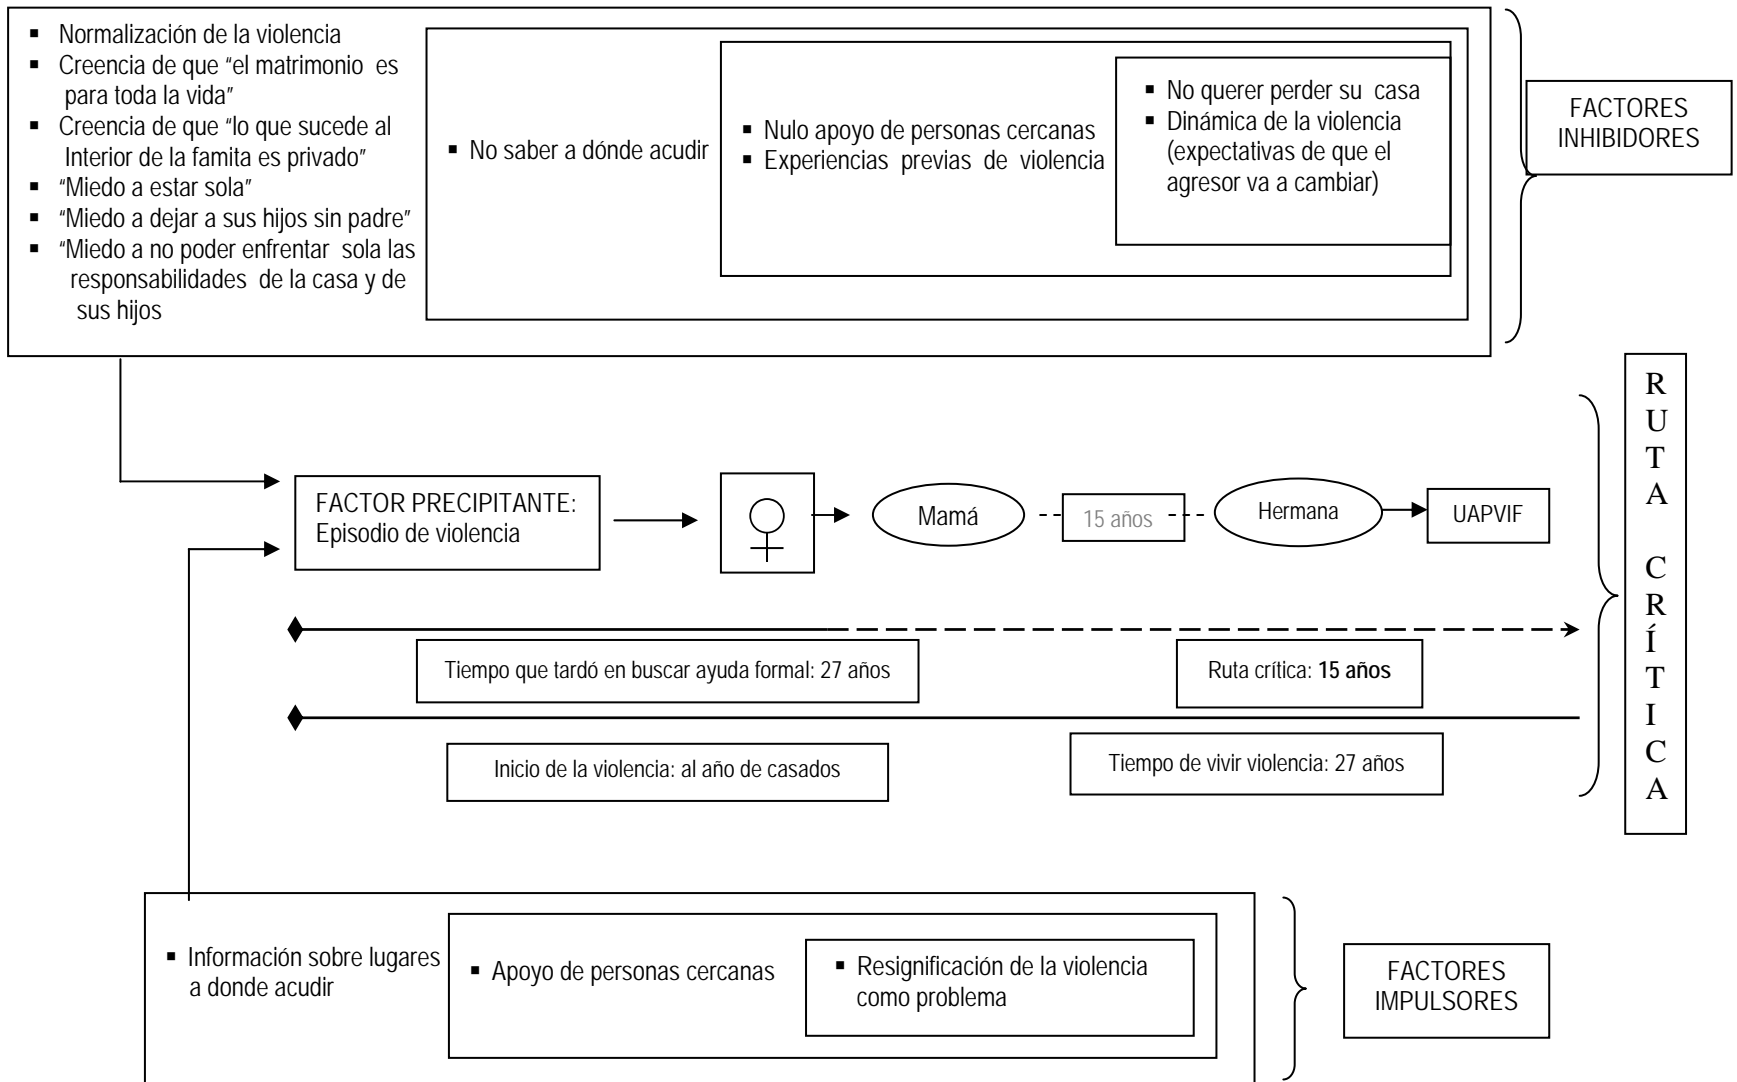 ▪ Normalización de la violencia
▪ Creencia de que “el matrimonio es
para toda la vida”
▪ Creencia de que “lo que sucede al
Interior de la famita es privado”
▪ “Miedo a estar sola”
▪ “Miedo a dejar a sus hijos sin padre”
▪ “Miedo a no poder enfrentar sola las
responsabilidades de la casa y de
sus hijos
▪ No saber a dónde acudir
▪ Nulo apoyo de personas cercanas
▪ Experiencias previas de violencia
▪ No querer perder su casa
▪ Dinámica de la violencia
(expectativas de que el
agresor va a cambiar)
FACTORES
INHIBIDORES
FACTOR PRECIPITANTE:
Episodio de violencia
Mamá
15 años
Hermana
UAPVIF
Tiempo que tardó en buscar ayuda formal: 27 años
Ruta crítica: 15 años
Inicio de la violencia: al año de casados
Tiempo de vivir violencia: 27 años
R
U
T
A
C
R
Í
T
I
C
A
▪ Información sobre lugares
a donde acudir
▪ Apoyo de personas cercanas
▪ Resignificación de la violencia
como problema
FACTORES
IMPULSORES